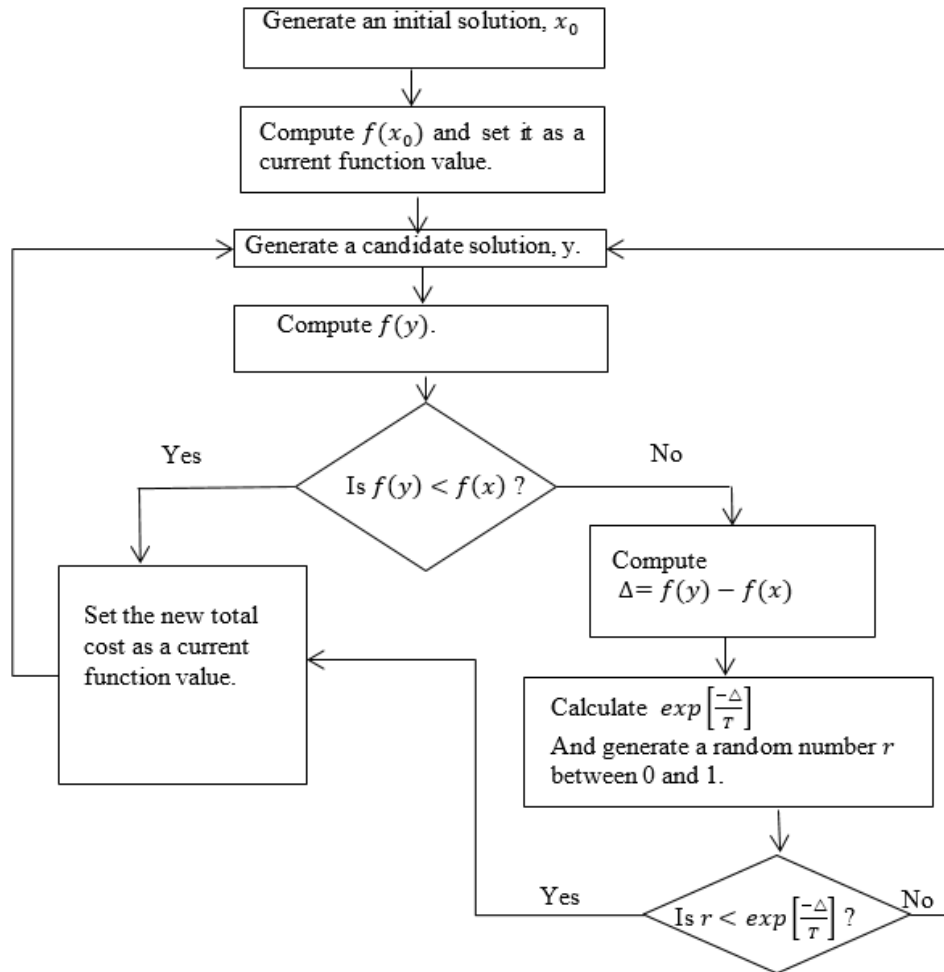 Generate an initial solution, x₀
Compute f(x₀) and set it as a
current function value.
Generate a candidate solution, y.
Compute f(y).
Yes
No
Is f(y) < f(x) ?
Compute
Δ= f(y) − f(x)
Set the new total
cost as a current
function value.
Calculate exp[−△/T]
And generate a random number r
between 0 and 1.
Yes
No
Is r < exp[−△/T] ?